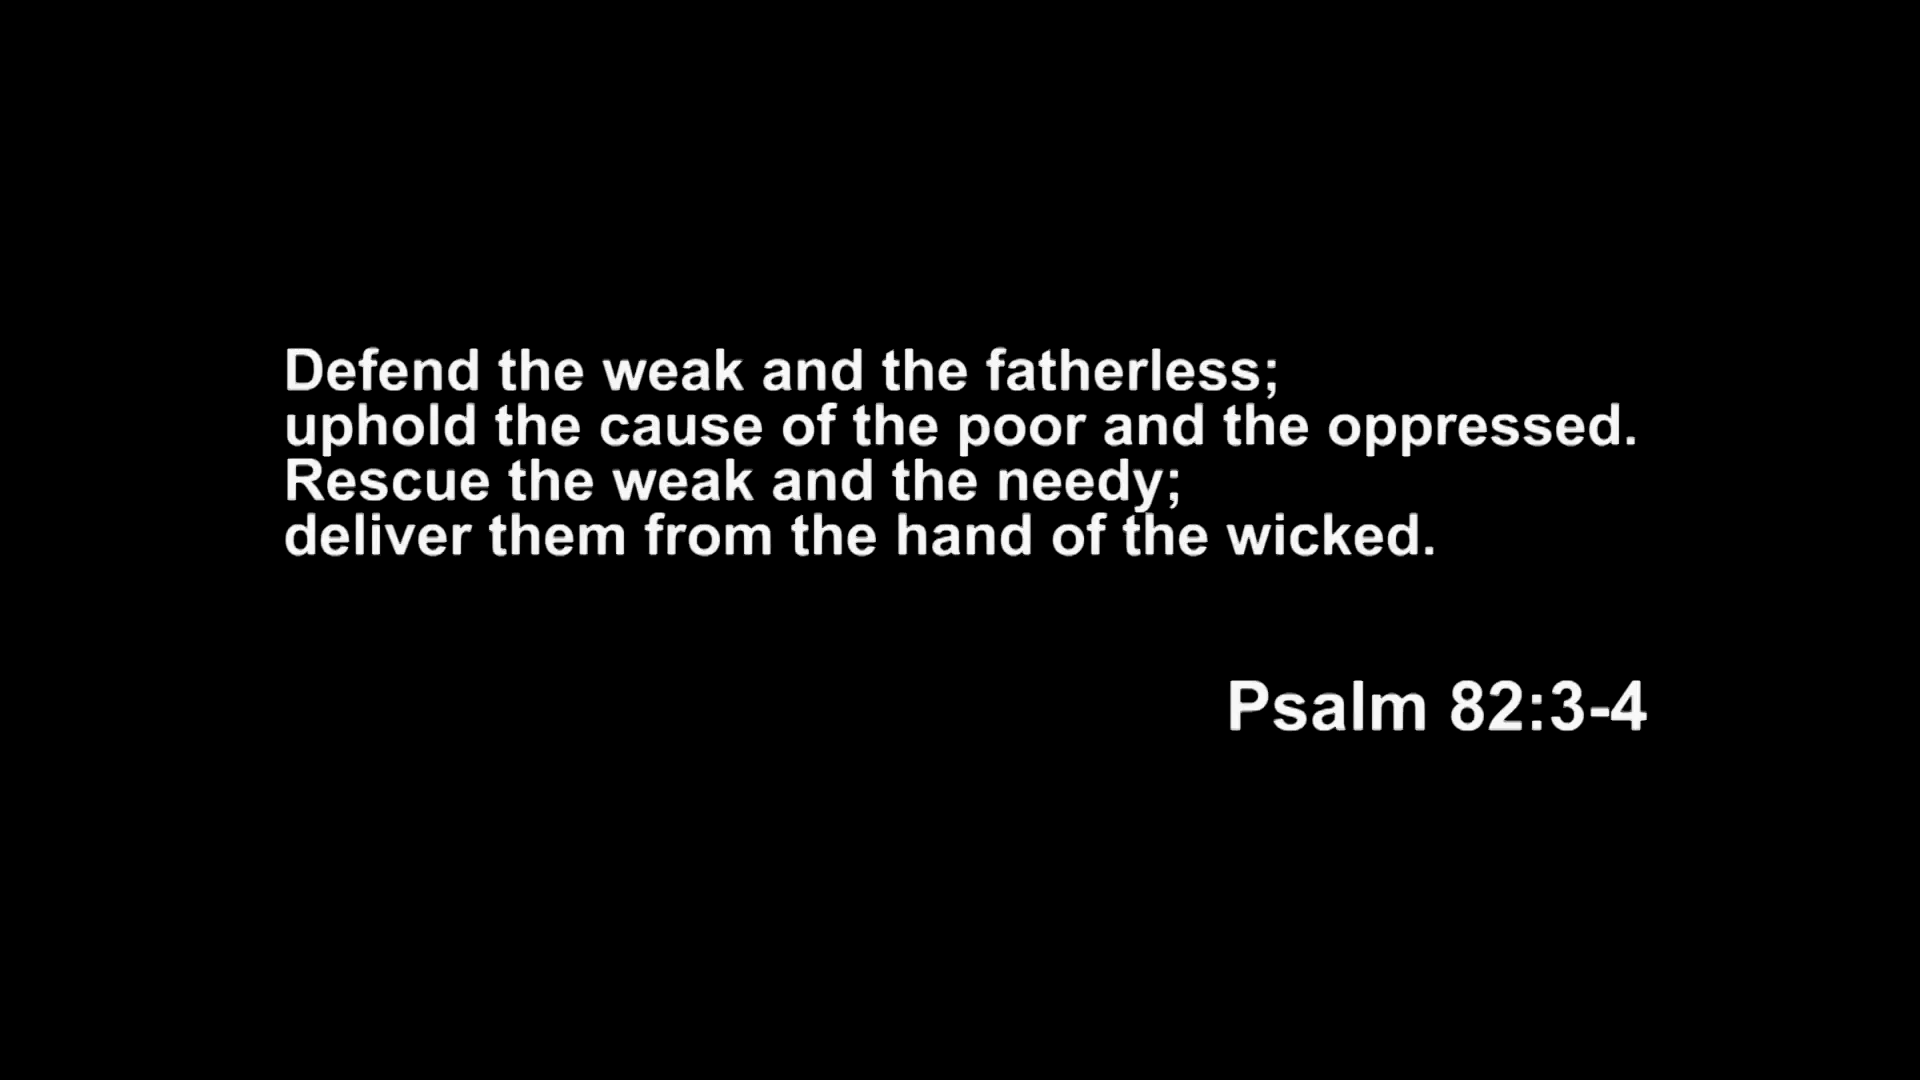 Defend the weak and the fatherless;
uphold the cause of the poor and the oppressed.
Rescue the weak and the needy;
deliver them from the hand of the wicked.
Psalm 82:3-4